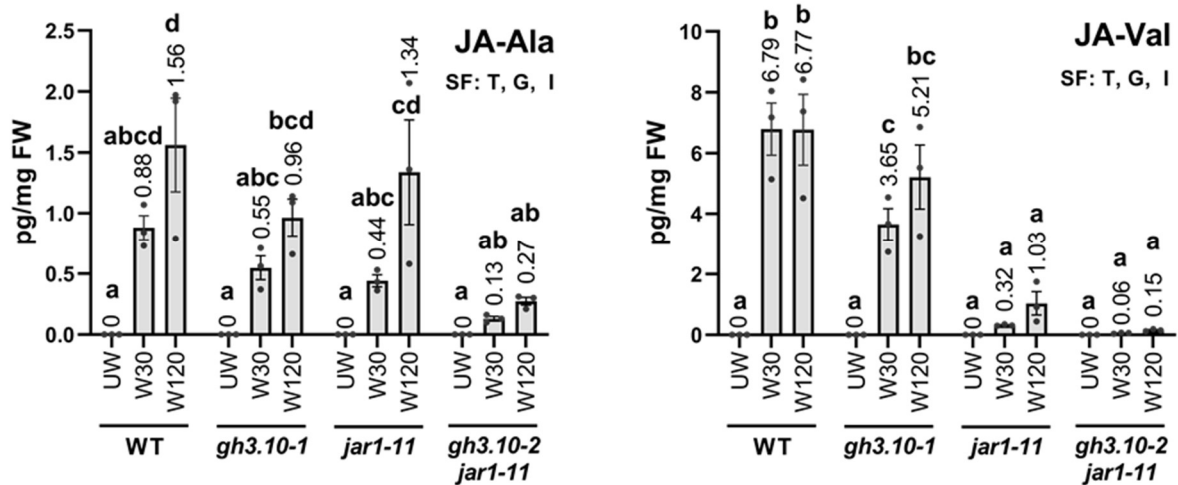 JA-Ala
SF: T, G, I
pg/mg FW
2.5
2.0
1.5
1.0
0.5
0.0
a
0
abcd
0.88
d
1.56
a
0
abc
0.55
bcd
0.96
a
0
abc
0.44
cd
1.34
a
0
ab
0.13
ab
0.27
UW W30 W120 UW W30 W120 UW W30 W120 UW W30 W120
WT gh3.10-1 jar1-11 gh3.10-2
jar1-11
JA-Val
SF: T, G, I
pg/mg FW
10
8
6
4
2
0
a
0
b
6.79
b
6.77
a
0
c
3.65
bc
5.21
a
0
a
0.32
a
1.03
a
0
a
0.06
a
0.15
UW W30 W120 UW W30 W120 UW W30 W120 UW W30 W120
WT gh3.10-1 jar1-11 gh3.10-2
jar1-11